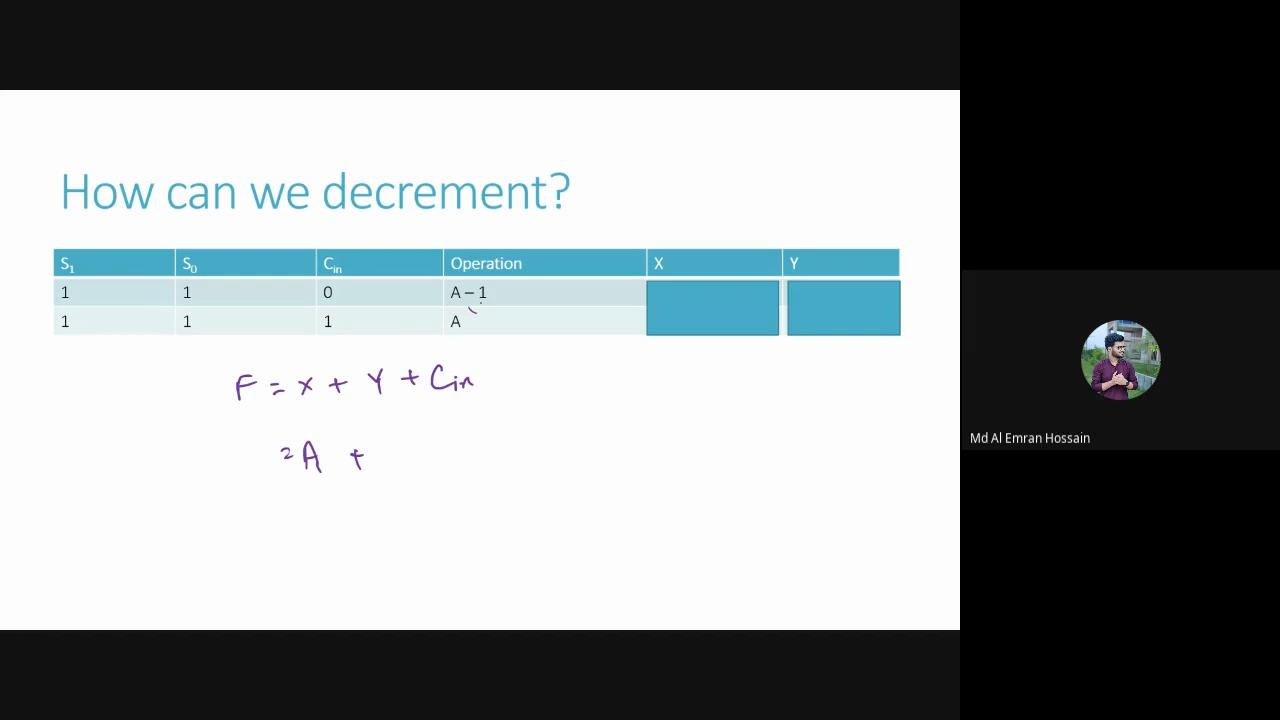 How can we decrement?
S1 S0 Cin Operation X Y
1 1 0 A – 1
1 1 1 A
F = X + Y + Cin
= A +
Md Al Emran Hossain